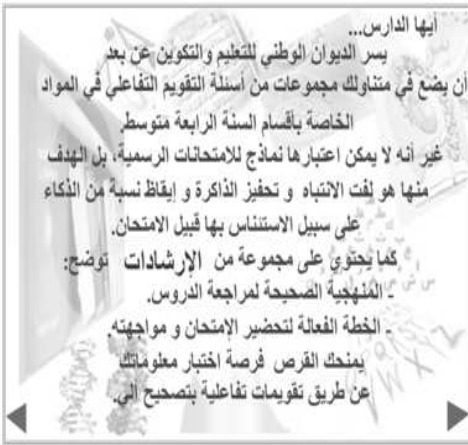 أيها الدارس...
يسر الديوان الوطني للتعليم والتكوين عن بعد
أن يضع في متناولك مجموعات من أسئلة التقويم التفاعلي في المواد
الخاصة بأقسام السنة الرابعة متوسط.
غير أنه لا يمكن اعتبارها نماذج للامتحانات الرسمية، بل الهدف
منها هو لفت الانتباه و تحفيز الذاكرة و إيقاظ نسبة من الذكاء
على سبيل الاستئناس بها قبيل الامتحان.
كما يحتوي على مجموعة من الإرشادات توضح:
- المنهجية الصحيحة لمراجعة الدروس.
- الخطة الفعالة لتحضير الإمتحان و مواجهته.
يمنحك القرص فرصة اختبار معلوماتك
عن طريق تقويمات تفاعلية بتصحيح آلي.